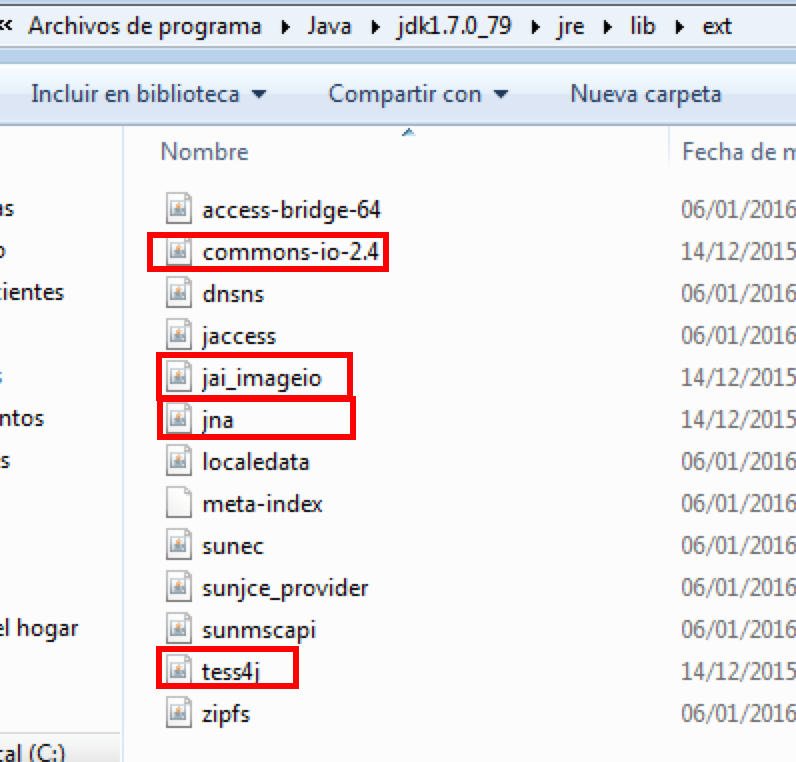 « Archivos de programa ▸ Java ▸ jdk1.7.0_79 ▸ jre ▸ lib ▸ ext
Incluir en biblioteca ▼ Compartir con ▼ Nueva carpeta
Nombre Fecha de m
access-bridge-64 06/01/2016
as
commons-io-2.4 14/12/2015
o
dnsns 06/01/2016
cientes
jaccess 06/01/2016
jai_imageio 14/12/2015
s
jna 14/12/2015
ntos
localedata 06/01/2016
s
meta-index 06/01/2016
sunec 06/01/2016
sunjce_provider 06/01/2016
sunmscapi 06/01/2016
el hogar
tess4j 14/12/2015
zipfs 06/01/2016
cal (C:)